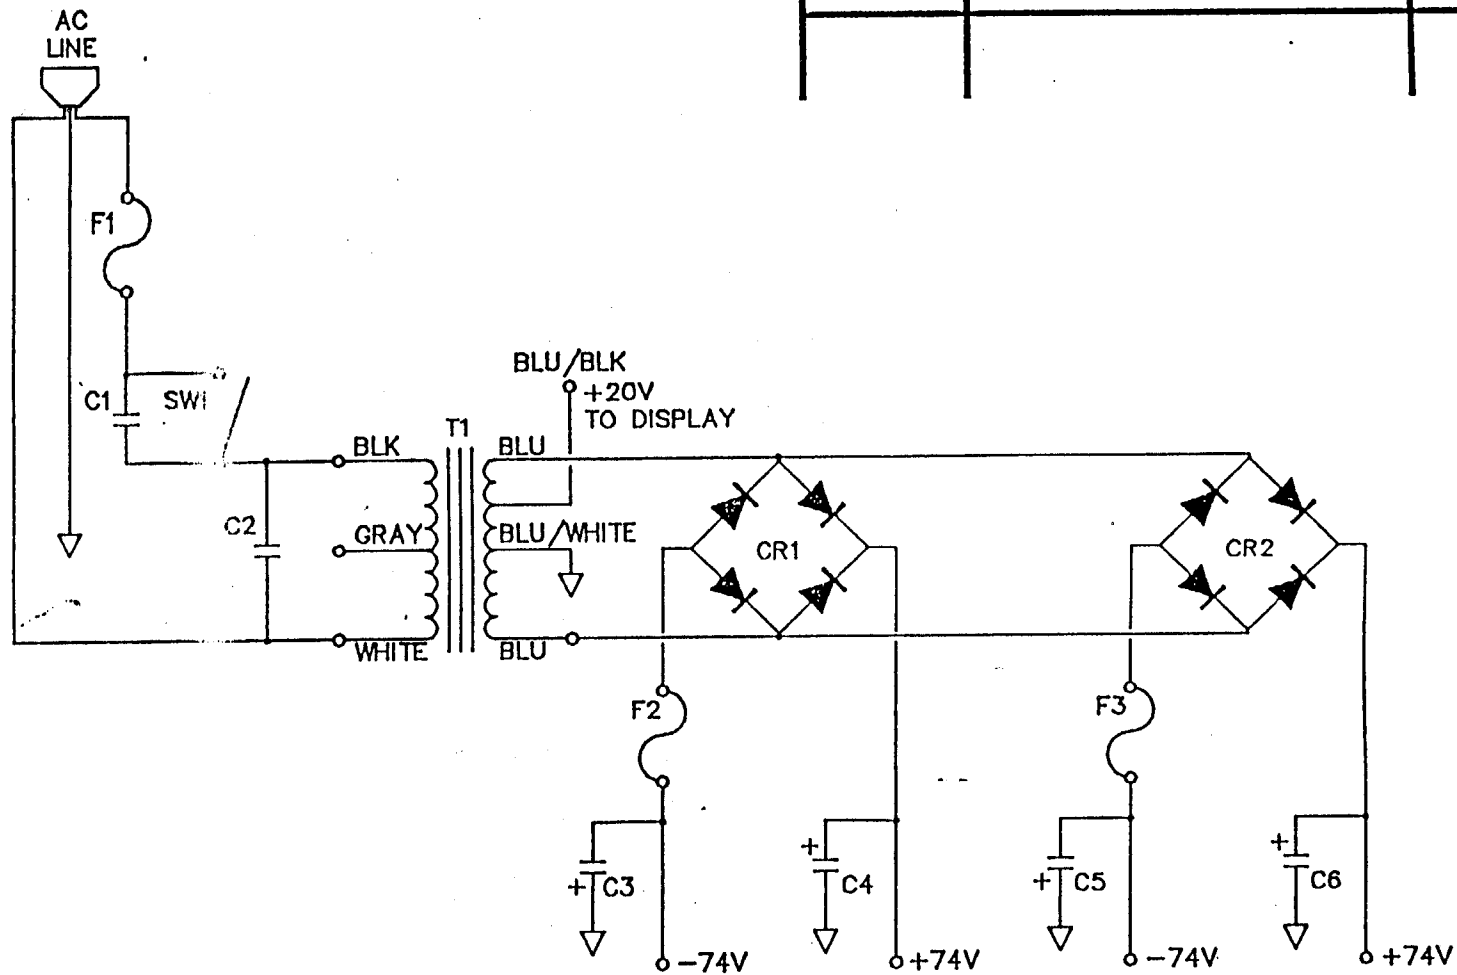 AC
LINE
F1
C1
SW1
C2
BLK
GRAY
WHITE
T1
BLU/BLK
+20V
TO DISPLAY
BLU
BLU/WHITE
BLU
CR1
CR2
F2
F3
+
C3
+
C4
+
C5
+
C6
-74V
+74V
-74V
+74V